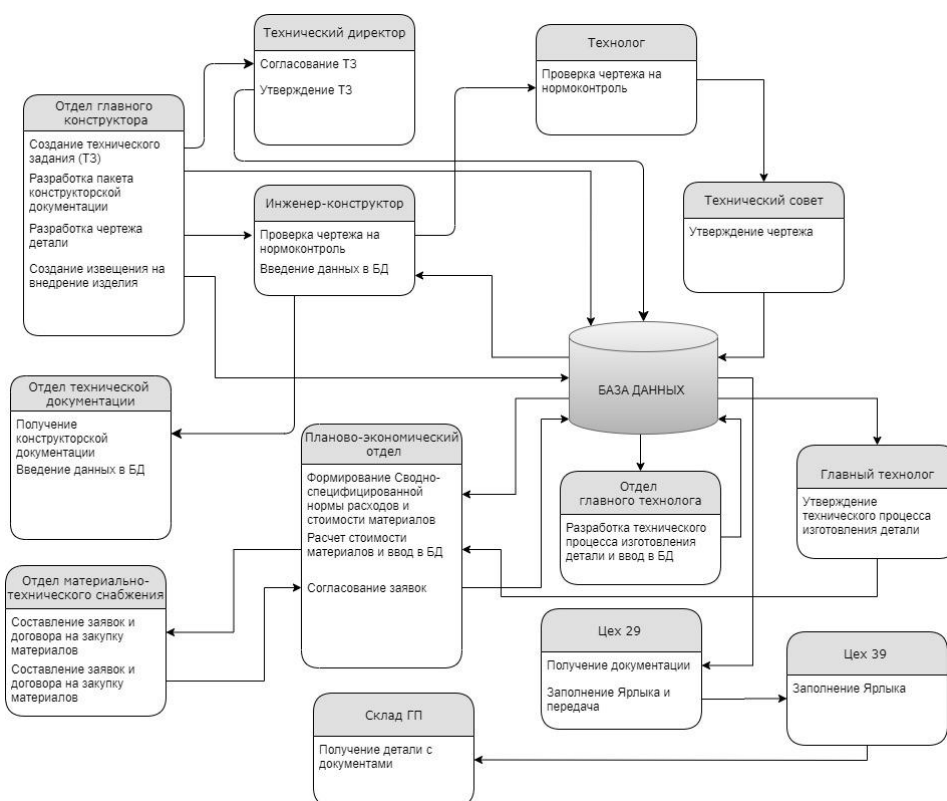 Технический директор
Согласование ТЗ
Утверждение ТЗ
Технолог
Проверка чертежа на
нормоконтроль
Отдел главного
конструктора
Создание технического
задания (ТЗ)
Разработка пакета
конструкторской
документации
Разработка чертежа
детали
Создание извещения на
внедрение изделия
Инженер-конструктор
Проверка чертежа на
нормоконтроль
Введение данных в БД
Технический совет
Утверждение чертежа
БАЗА ДАННЫХ
Отдел технической
документации
Получение
конструкторской
документации
Введение данных в БД
Планово-экономический
отдел
Формирование Сводно-
специфицированной
нормы расходов и
стоимости материалов
Расчет стоимости
материалов и ввод в БД
Согласование заявок
Отдел
главного технолога
Разработка технического
процесса изготовления
детали и ввод в БД
Главный технолог
Утверждение
технического процесса
изготовления детали
Отдел материально-
технического снабжения
Составление заявок и
договора на закупку
материалов
Составление заявок и
договора на закупку
материалов
Цех 29
Получение документации
Заполнение Ярлыка и
передача
Цех 39
Заполнение Ярлыка
Склад ГП
Получение детали с
документами